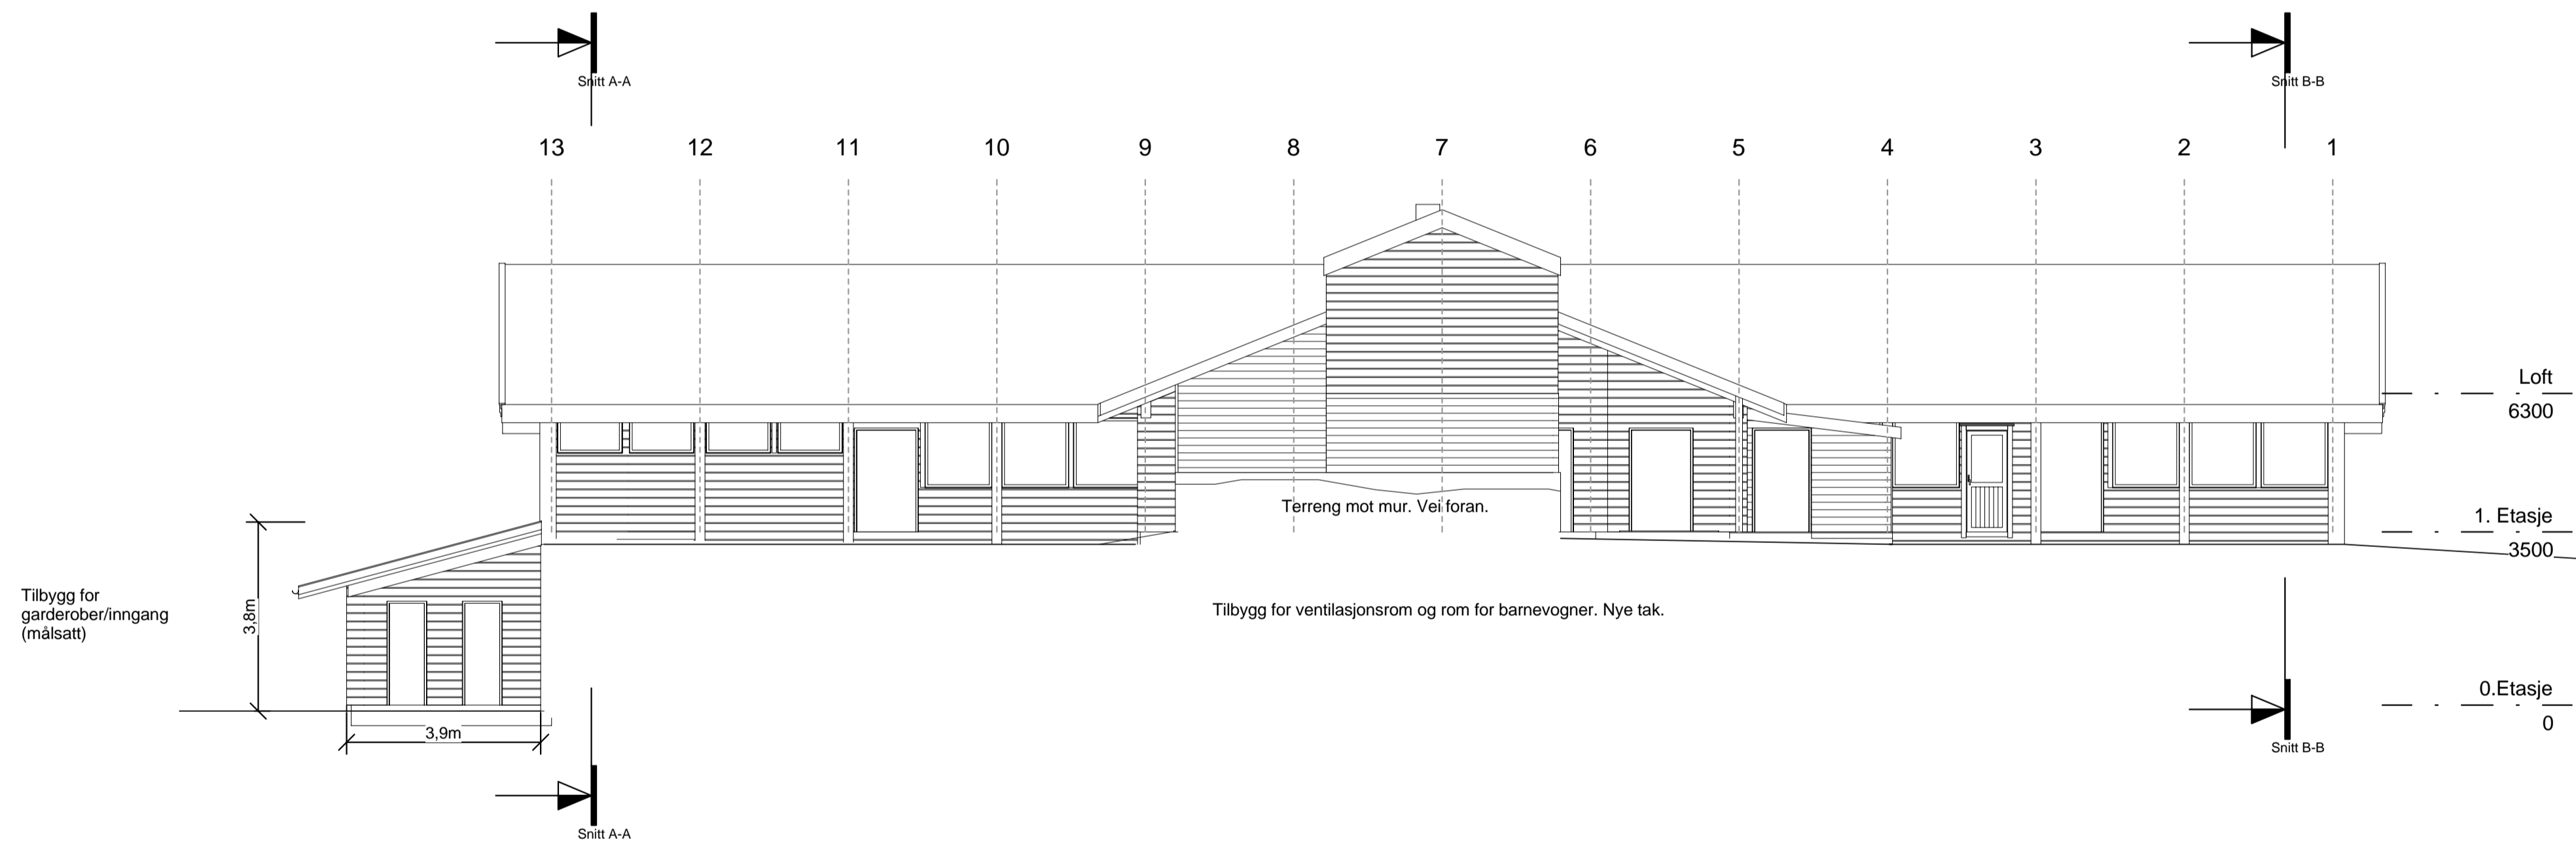 Snitt A-A
Snitt B-B
13 12 11 10 9 8 7 6 5 4 3 2 1
Loft
6300
Terreng mot mur. Vei foran.
1. Etasje
3500
Tilbygg for
garderober/inngang
(målsatt)
3,8m
Tilbygg for ventilasjonsrom og rom for barnevogner. Nye tak.
0.Etasje
0
3,9m
Snitt B-B
Snitt A-A